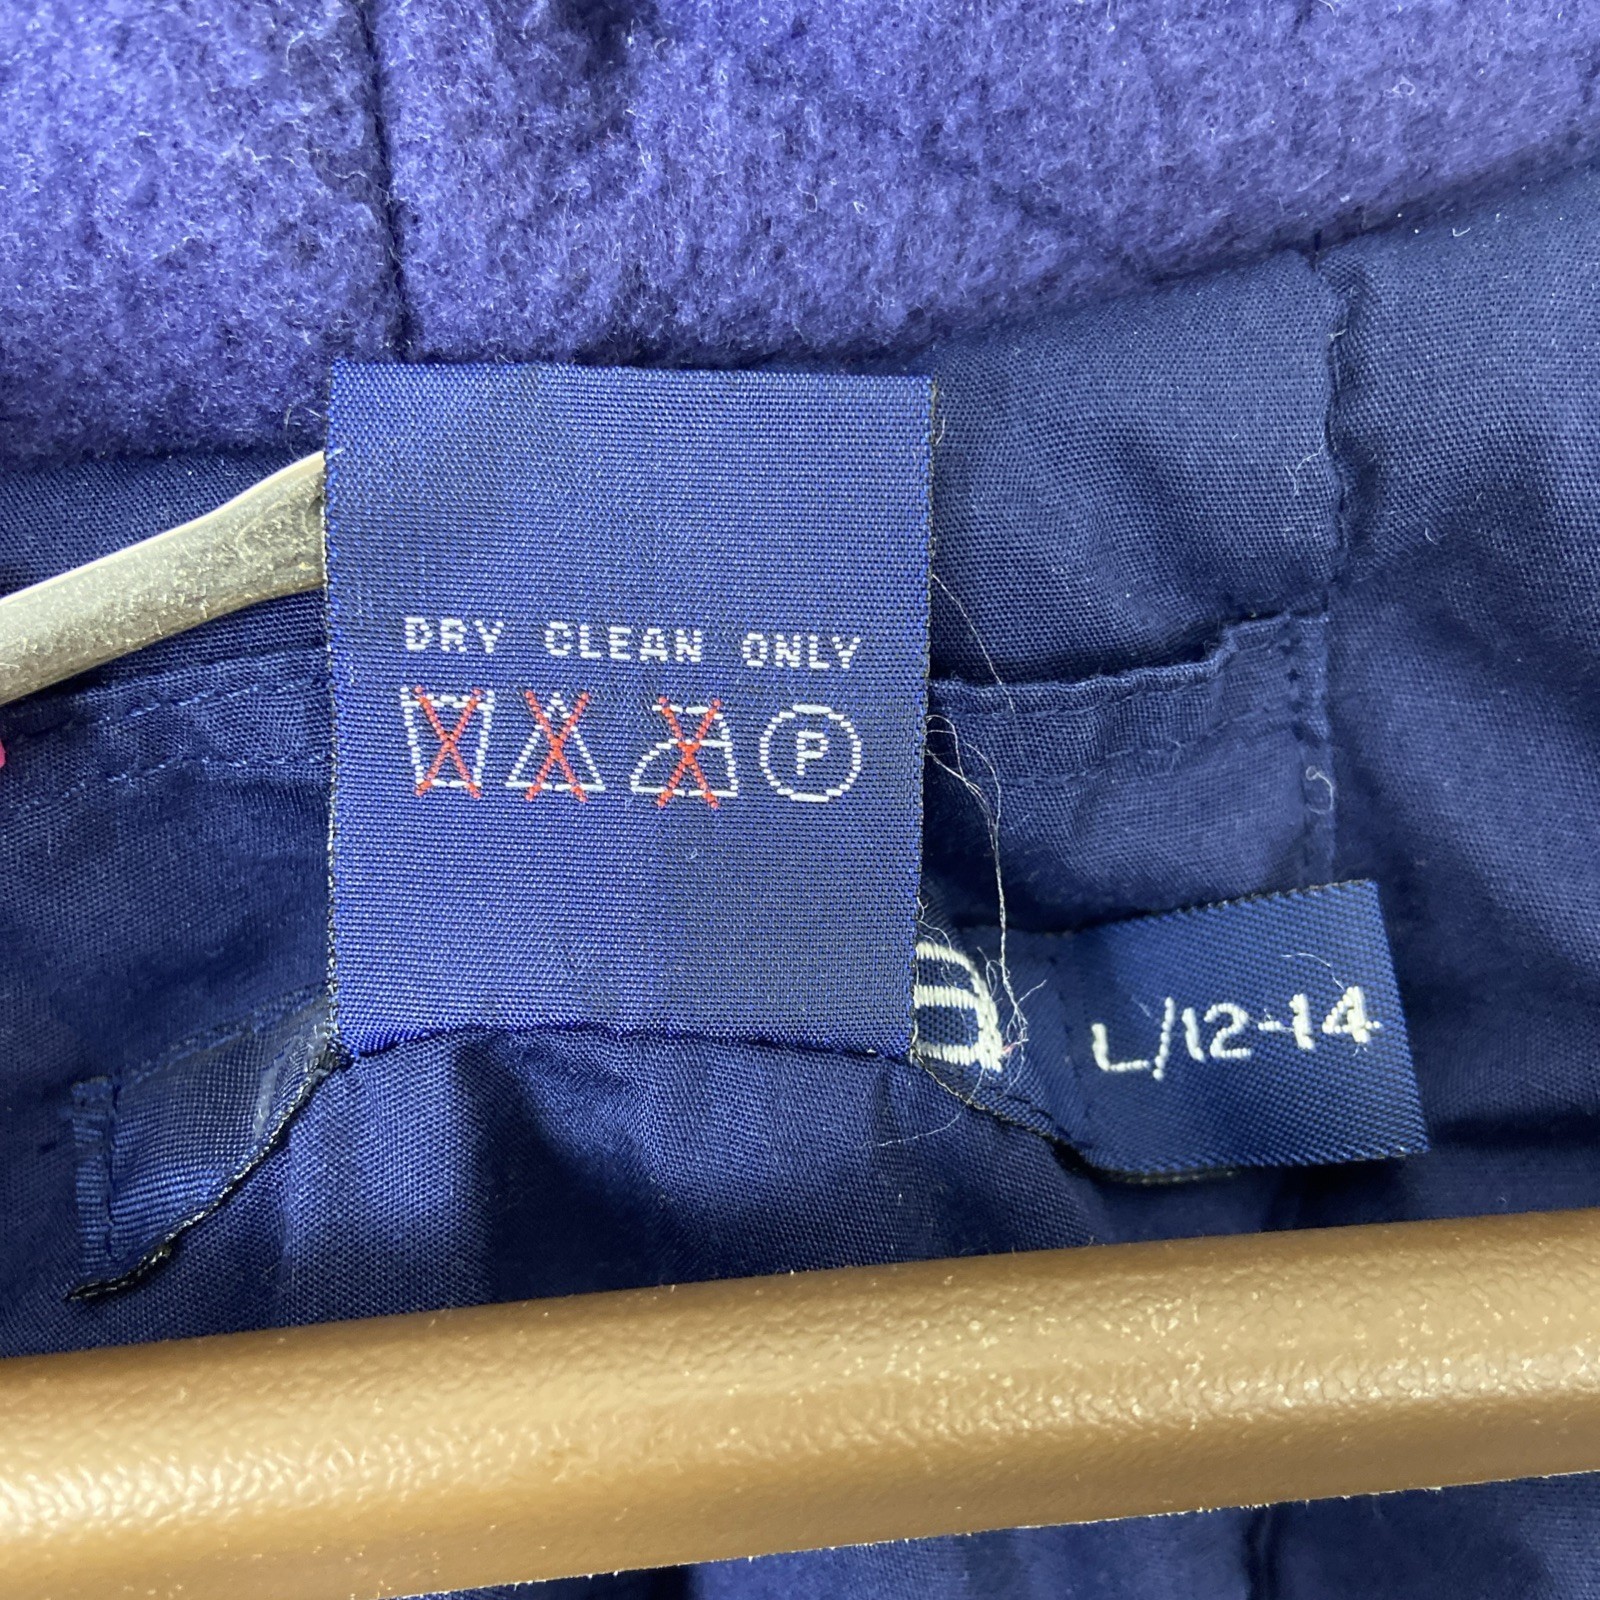 DRY CLEAN ONLY
P
L/12-14